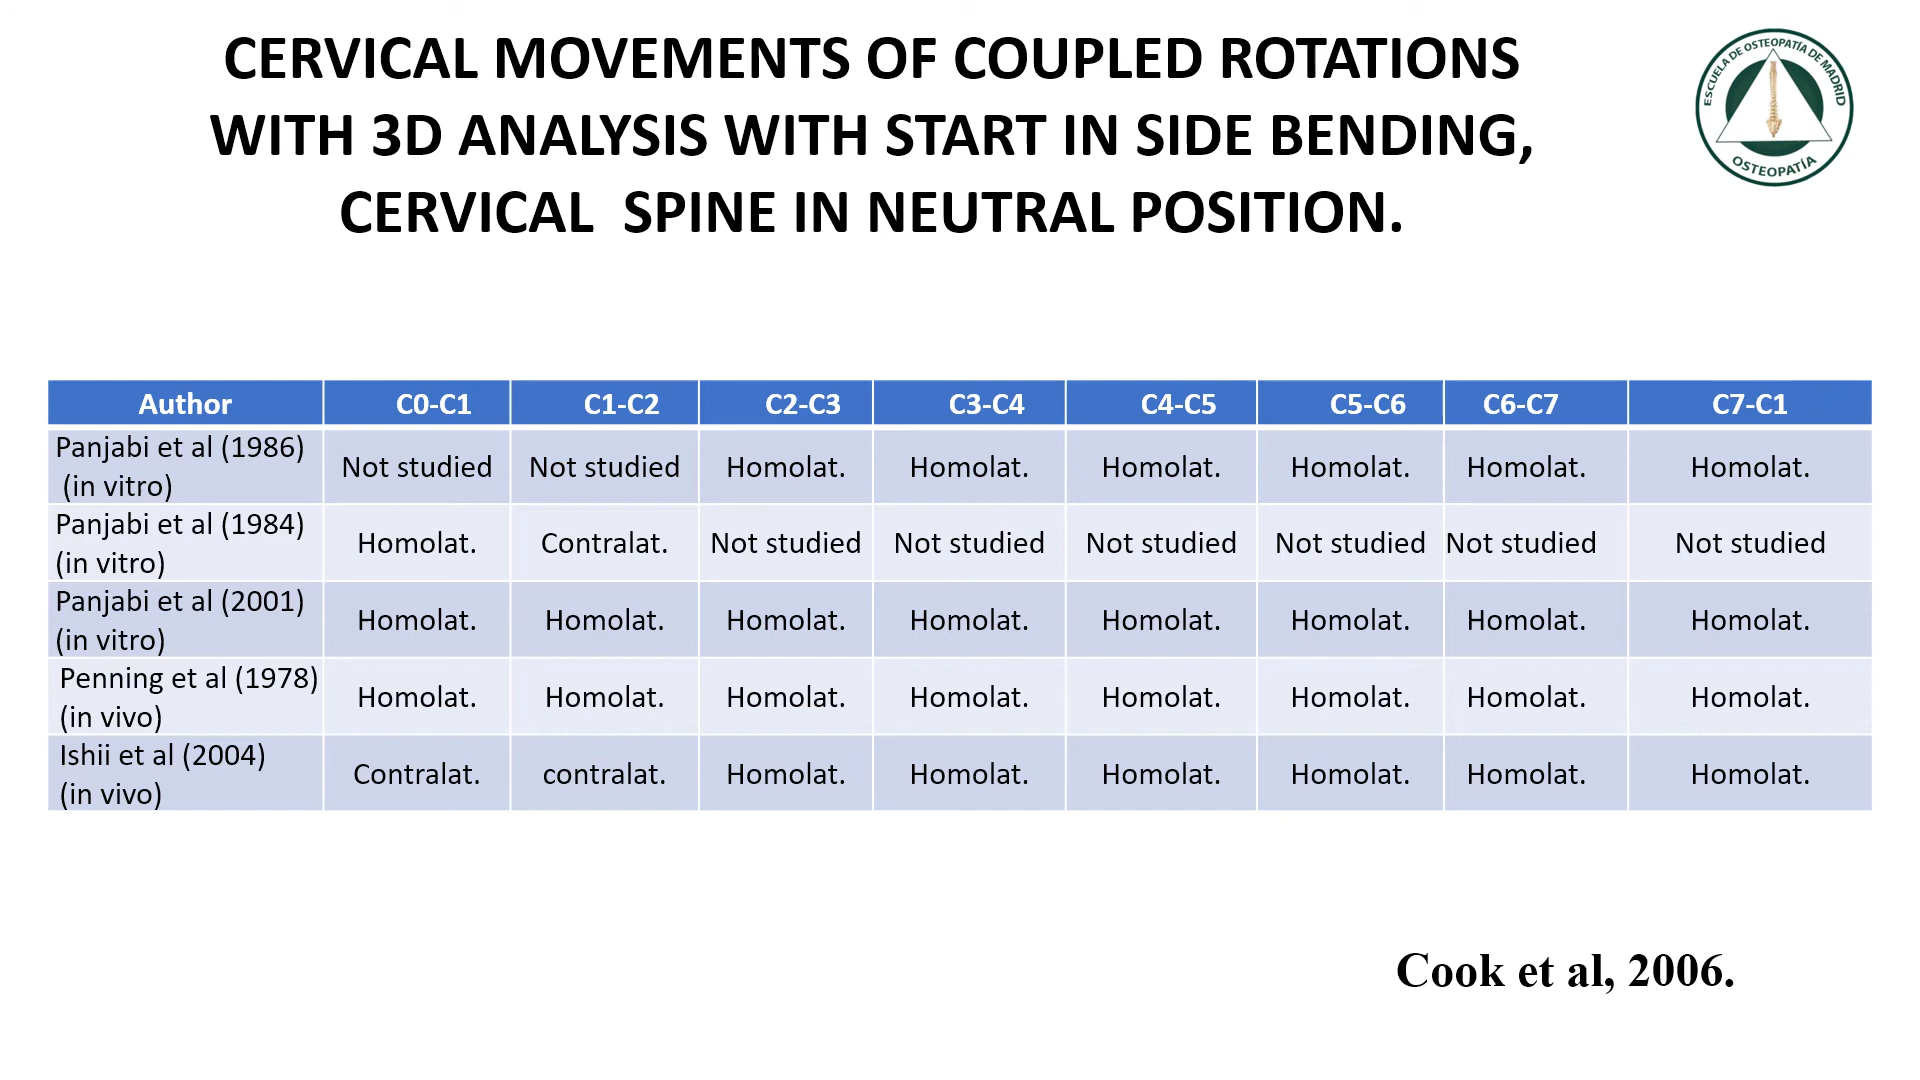 CERVICAL MOVEMENTS OF COUPLED ROTATIONS
WITH 3D ANALYSIS WITH START IN SIDE BENDING,
CERVICAL SPINE IN NEUTRAL POSITION.
ESCUELA DE OSTEOPATÍA DE MADRID
OSTEOPATÍA
Author C0-C1 C1-C2 C2-C3 C3-C4 C4-C5 C5-C6 C6-C7 C7-C1
Panjabi et al (1986)
(in vitro)
Not studied Not studied Homolat. Homolat. Homolat. Homolat. Homolat. Homolat.
Panjabi et al (1984)
(in vitro)
Homolat. Contralat. Not studied Not studied Not studied Not studied Not studied Not studied
Panjabi et al (2001)
(in vitro)
Homolat. Homolat. Homolat. Homolat. Homolat. Homolat. Homolat. Homolat.
Penning et al (1978)
(in vivo)
Homolat. Homolat. Homolat. Homolat. Homolat. Homolat. Homolat. Homolat.
Ishii et al (2004)
(in vivo)
Contralat. contralat. Homolat. Homolat. Homolat. Homolat. Homolat. Homolat.
Cook et al, 2006.